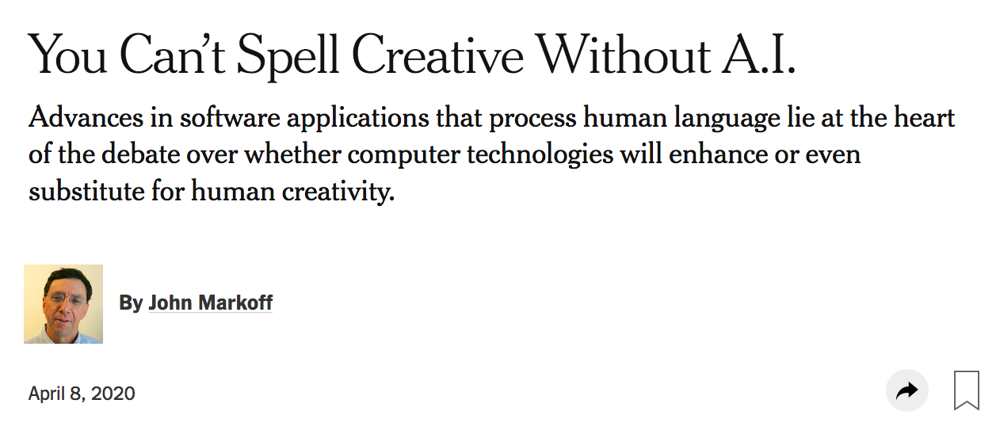 You Can’t Spell Creative Without A.I.
Advances in software applications that process human language lie at the heart
of the debate over whether computer technologies will enhance or even
substitute for human creativity.
By John Markoff
April 8, 2020